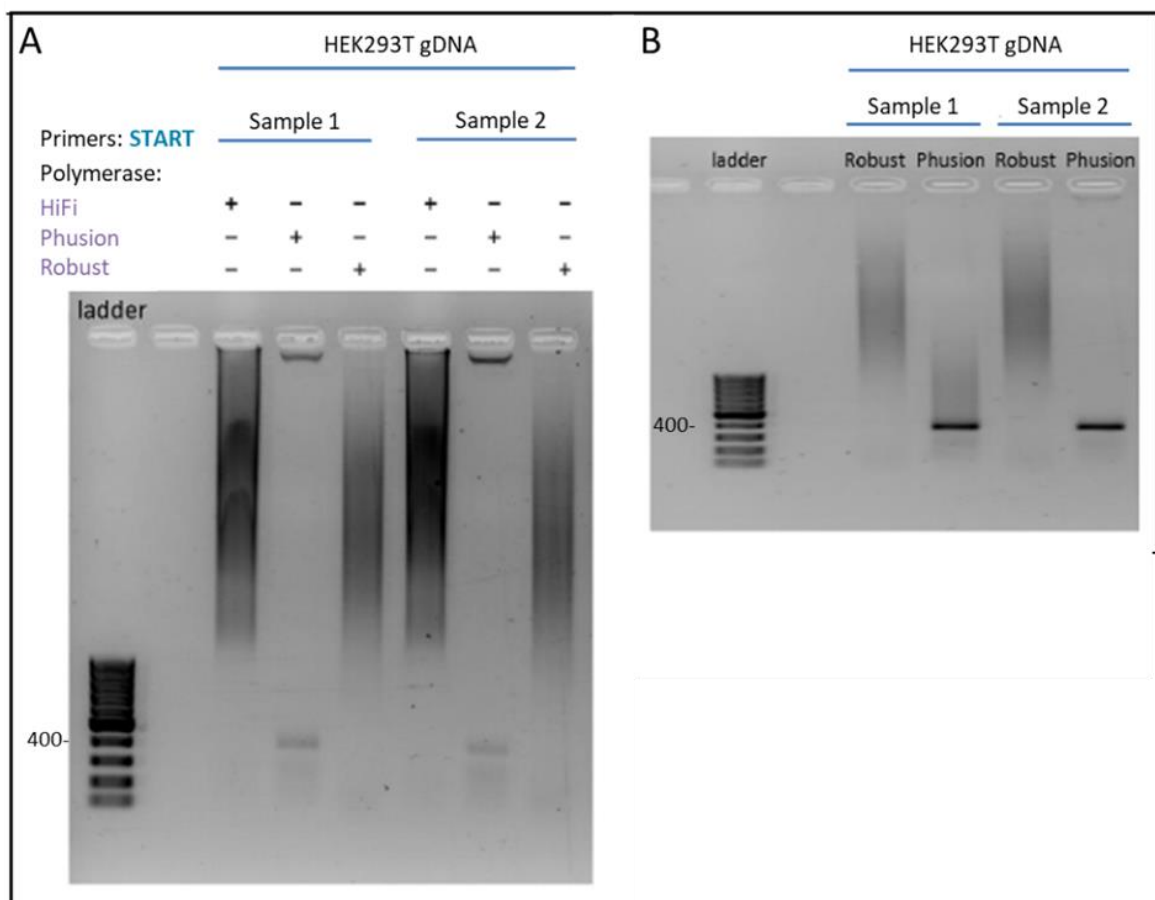 A
HEK293T gDNA
Sample 1 Sample 2
Primers: START
Polymerase:
HiFi + − − + − −
Phusion − + − − + −
Robust − − + − − +
ladder
400-
B
HEK293T gDNA
Sample 1 Sample 2
ladder Robust Phusion Robust Phusion
400-